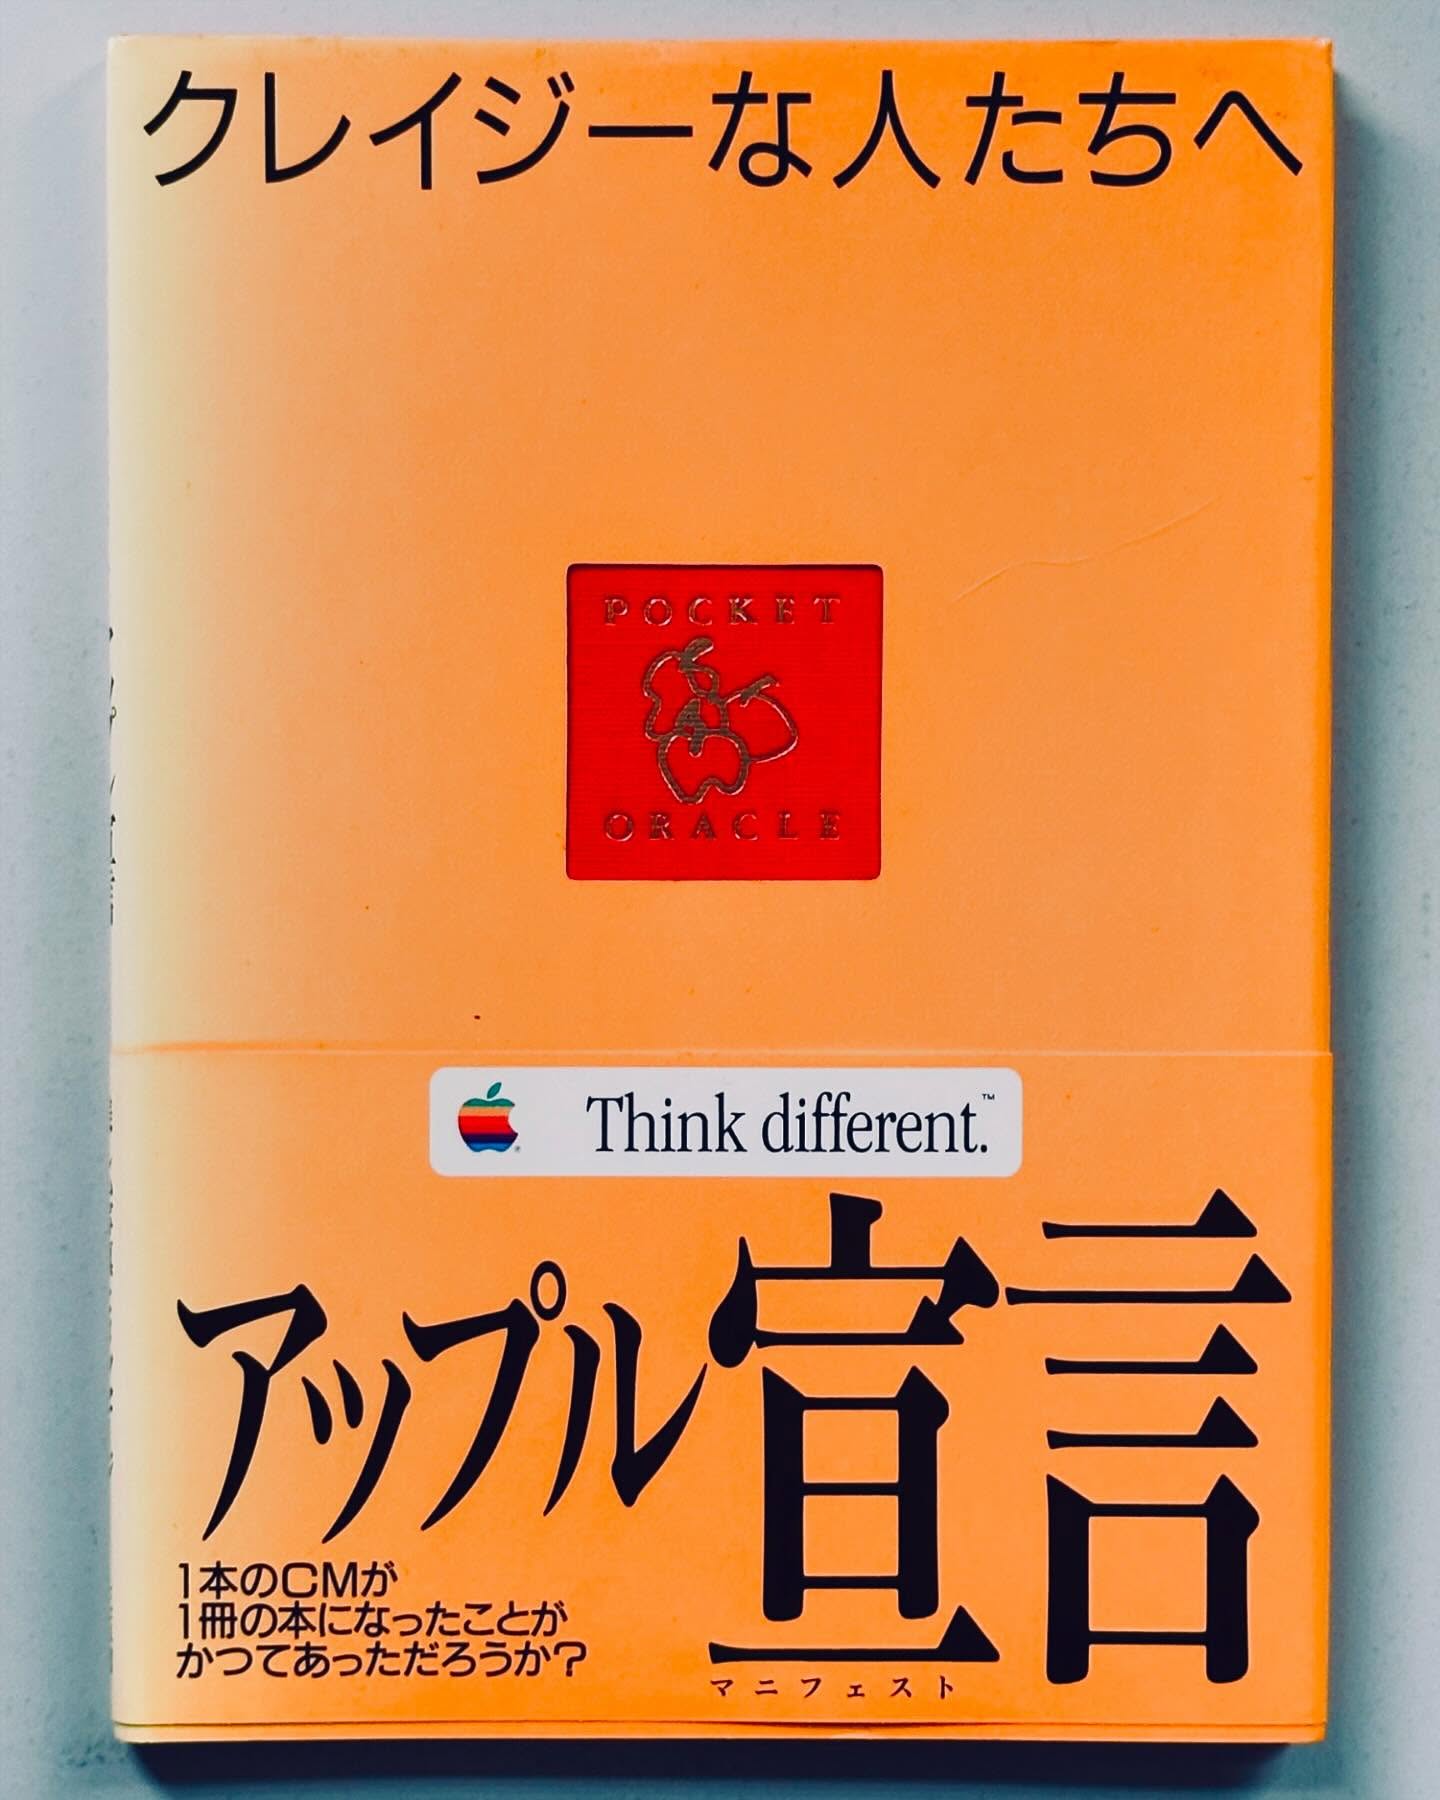 クレイジーな人たちへ
POCKET
ORACLE
Think different.™
アップル宣言
マニフェスト
1本のCMが
1冊の本になったことが
かつてあっただろうか？